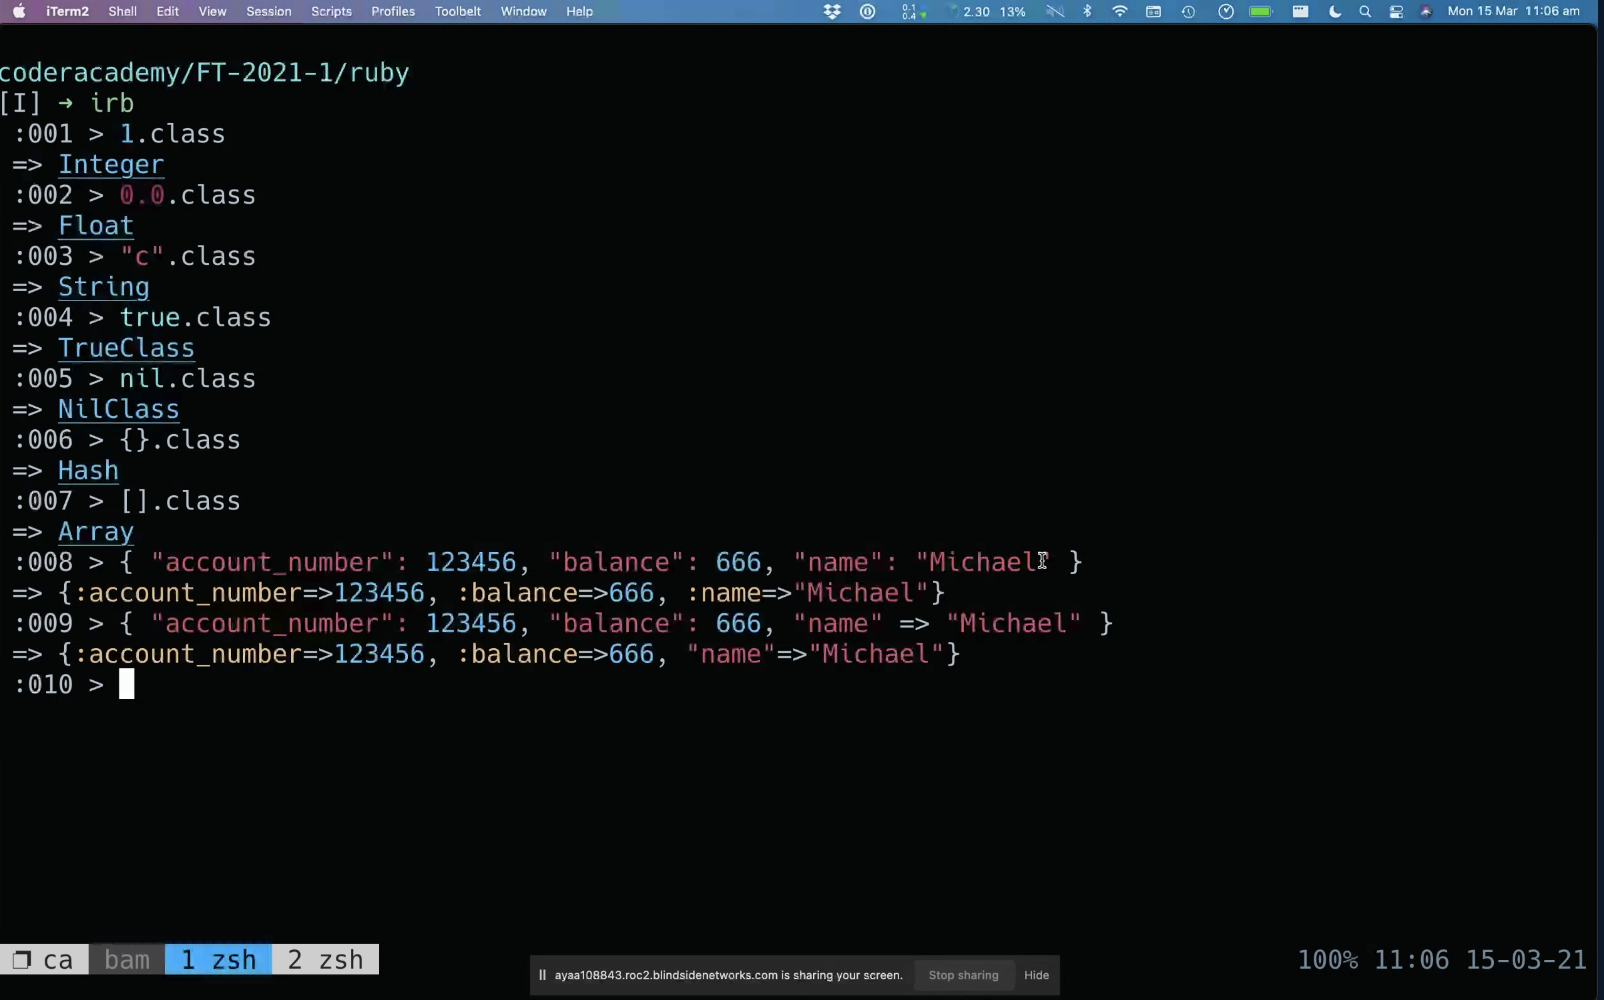 iTerm2 Shell Edit View Session Scripts Profiles Toolbelt Window Help 0.1 0.4 2.30 13% Mon 15 Mar 11:06 am
coderacademy/FT-2021-1/ruby
[I] → irb
:001 > 1.class
=> Integer
:002 > 0.0.class
=> Float
:003 > "c".class
=> String
:004 > true.class
=> TrueClass
:005 > nil.class
=> NilClass
:006 > {}.class
=> Hash
:007 > [].class
=> Array
:008 > { "account_number": 123456, "balance": 666, "name": "Michael" }
=> {:account_number=>123456, :balance=>666, :name=>"Michael"}
:009 > { "account_number": 123456, "balance": 666, "name" => "Michael" }
=> {:account_number=>123456, :balance=>666, "name"=>"Michael"}
:010 >
ca bam 1 zsh 2 zsh 100% 11:06 15-03-21
ayaa108843.roc2.blindsidenetworks.com is sharing your screen. Stop sharing Hide